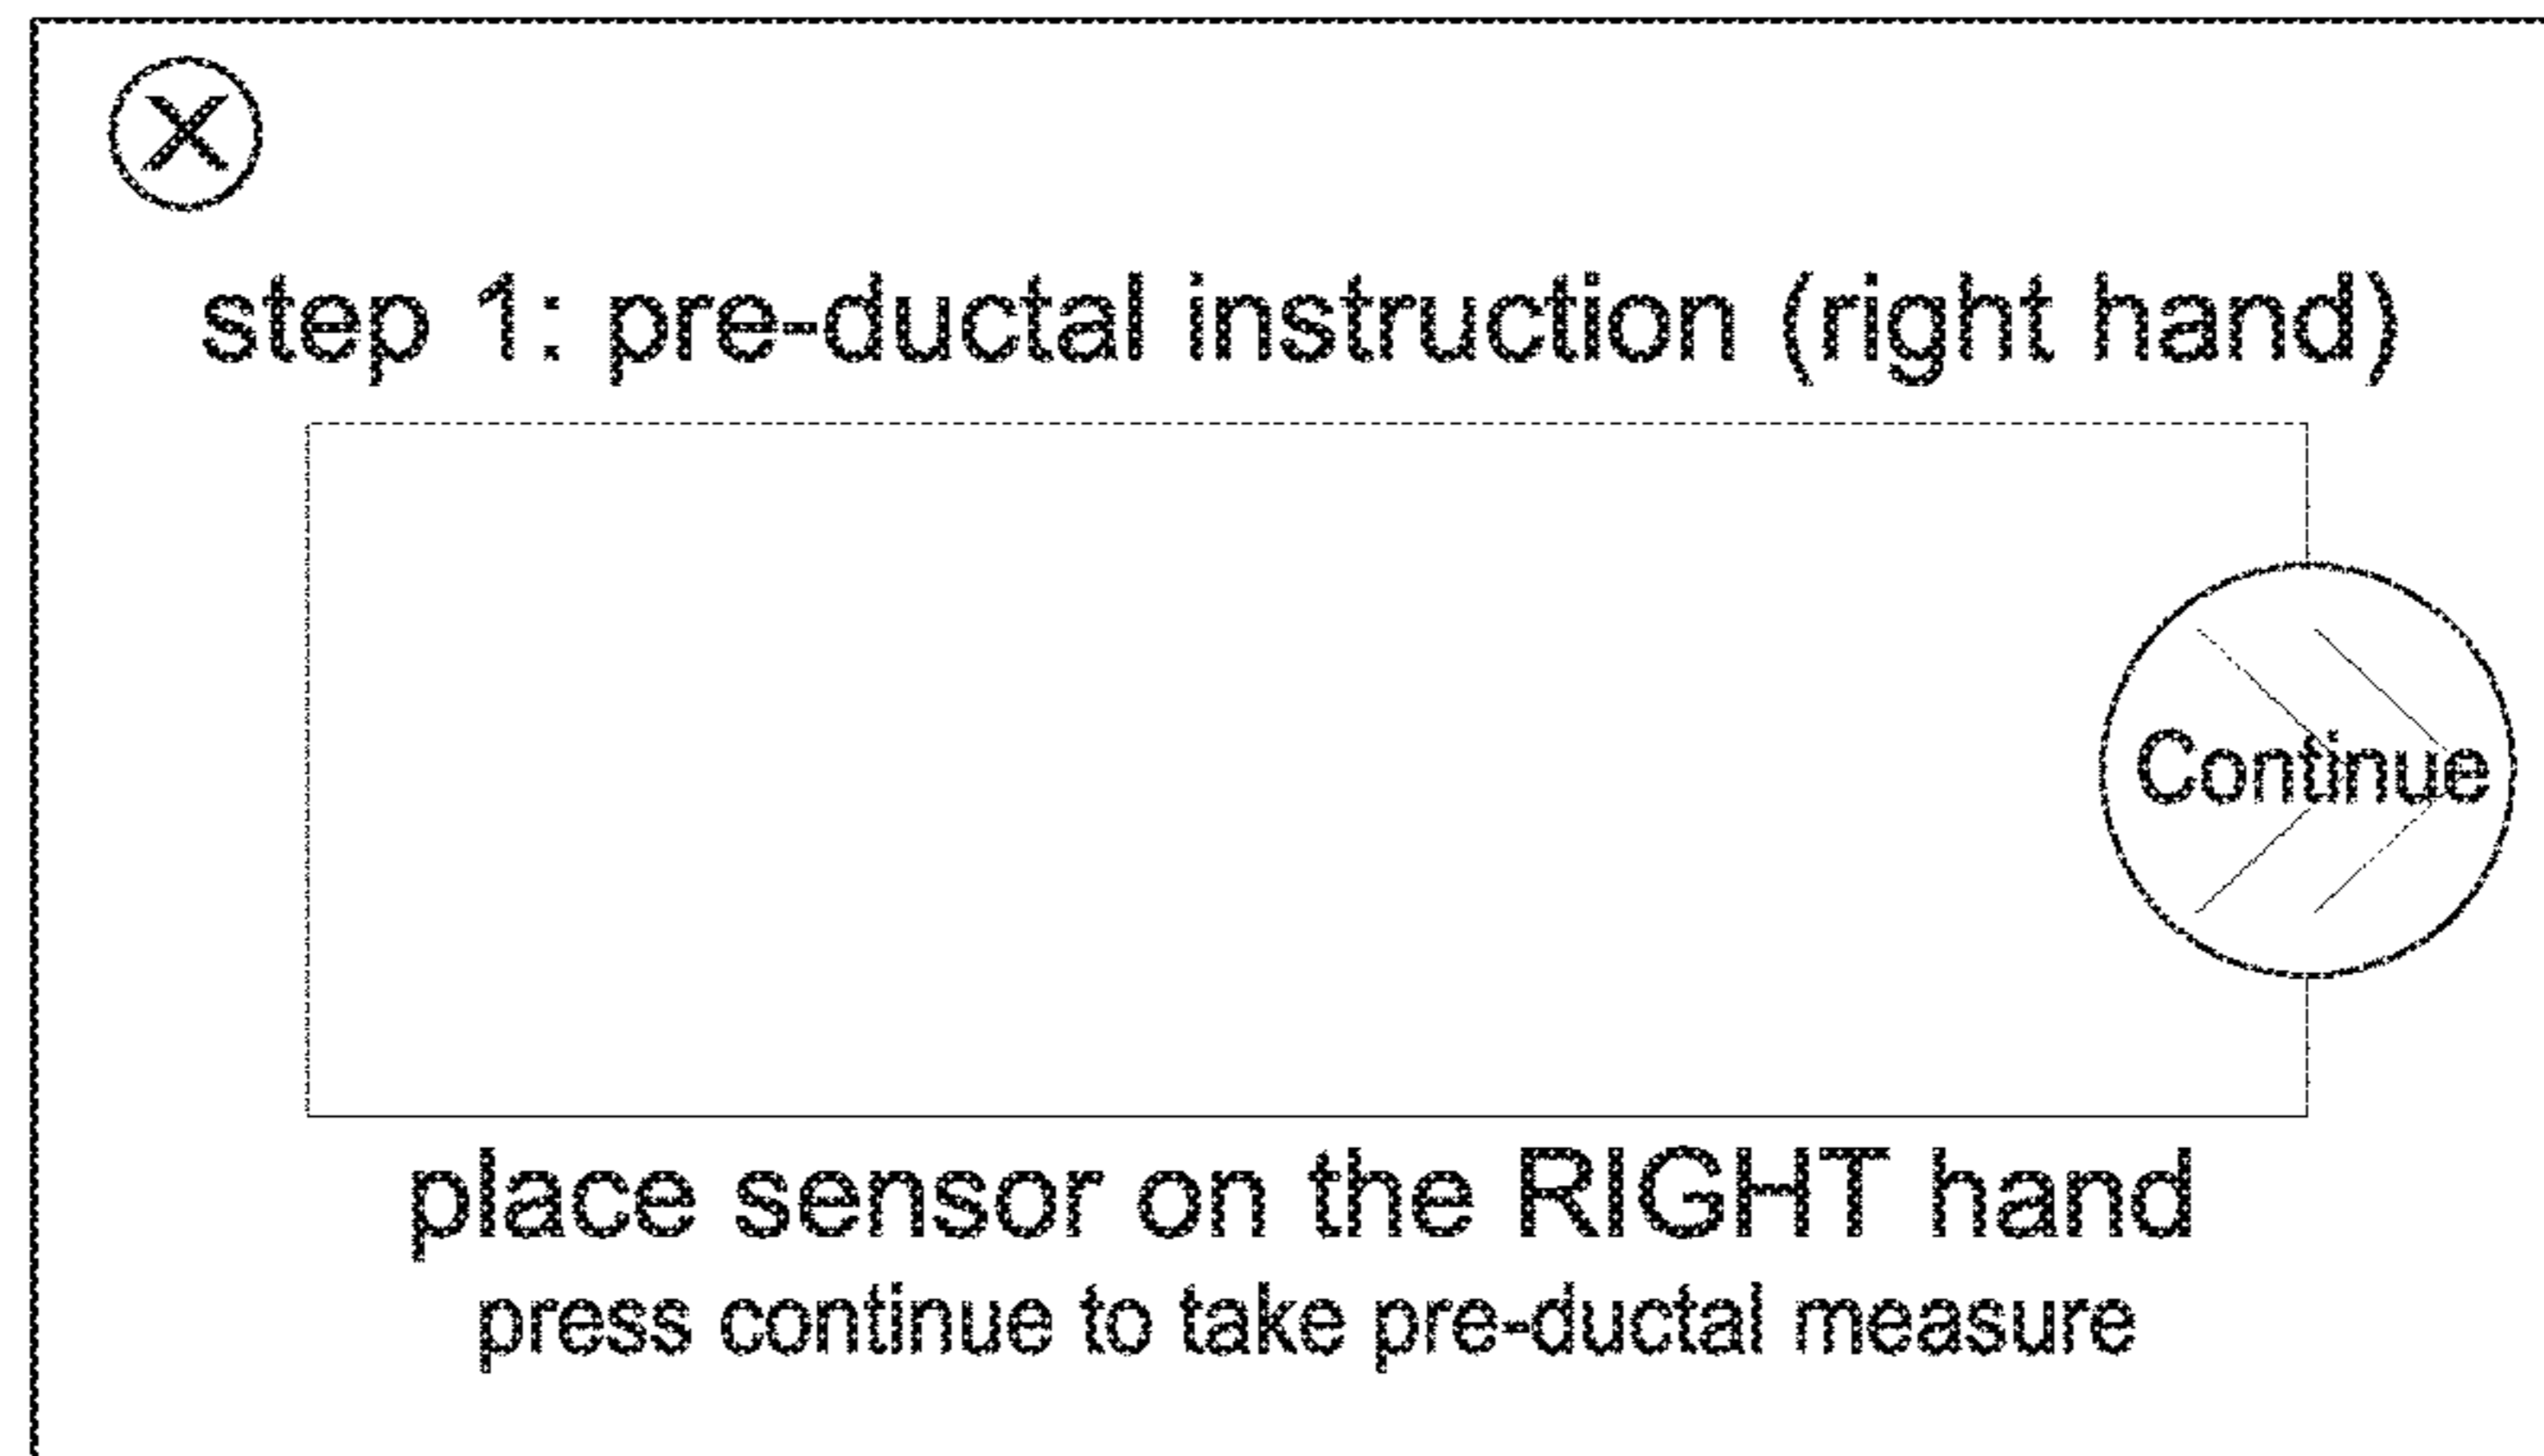 X
step 1: pre-ductal instruction (right hand)
Continue
place sensor on the RIGHT hand
press continue to take pre-ductal measure